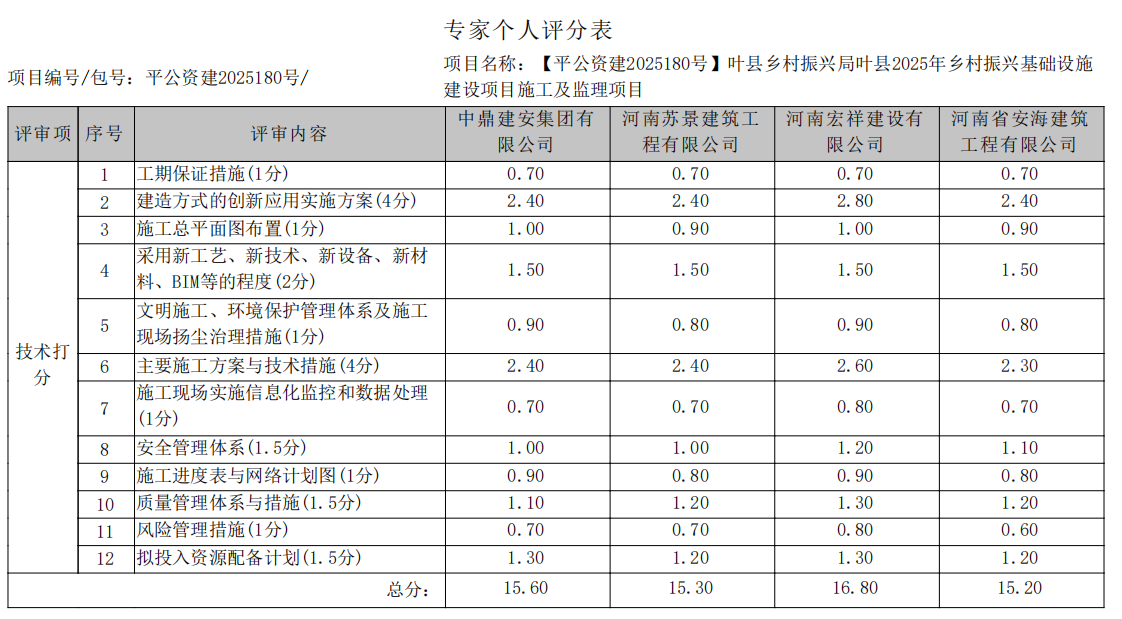 专家个人评分表
项目编号/包号：平公资建2025180号/
项目名称：【平公资建2025180号】叶县乡村振兴局叶县2025年乡村振兴基础设施
建设项目施工及监理项目
评审项 序号 评审内容 中鼎建安集团有 河南苏景建筑工 河南宏祥建设有 河南省安海建筑
限公司 程有限公司 限公司 工程有限公司
1 工期保证措施(1分) 0.70 0.70 0.70 0.70
2 建造方式的创新应用实施方案(4分) 2.40 2.40 2.80 2.40
3 施工总平面图布置(1分) 1.00 0.90 1.00 0.90
采用新工艺、新技术、新设备、新材
4 料、BIM等的程度(2分) 1.50 1.50 1.50 1.50
文明施工、环境保护管理体系及施工
5 现场扬尘治理措施(1分) 0.90 0.80 0.90 0.80
技术打
分
6 主要施工方案与技术措施(4分) 2.40 2.40 2.60 2.30
施工现场实施信息化监控和数据处理
7 (1分) 0.70 0.70 0.80 0.70
8 安全管理体系(1.5分) 1.00 1.00 1.20 1.10
9 施工进度表与网络计划图(1分) 0.90 0.80 0.90 0.80
10 质量管理体系与措施(1.5分) 1.10 1.20 1.30 1.20
11 风险管理措施(1分) 0.70 0.70 0.80 0.60
12 拟投入资源配备计划(1.5分) 1.30 1.20 1.30 1.20
总分： 15.60 15.30 16.80 15.20